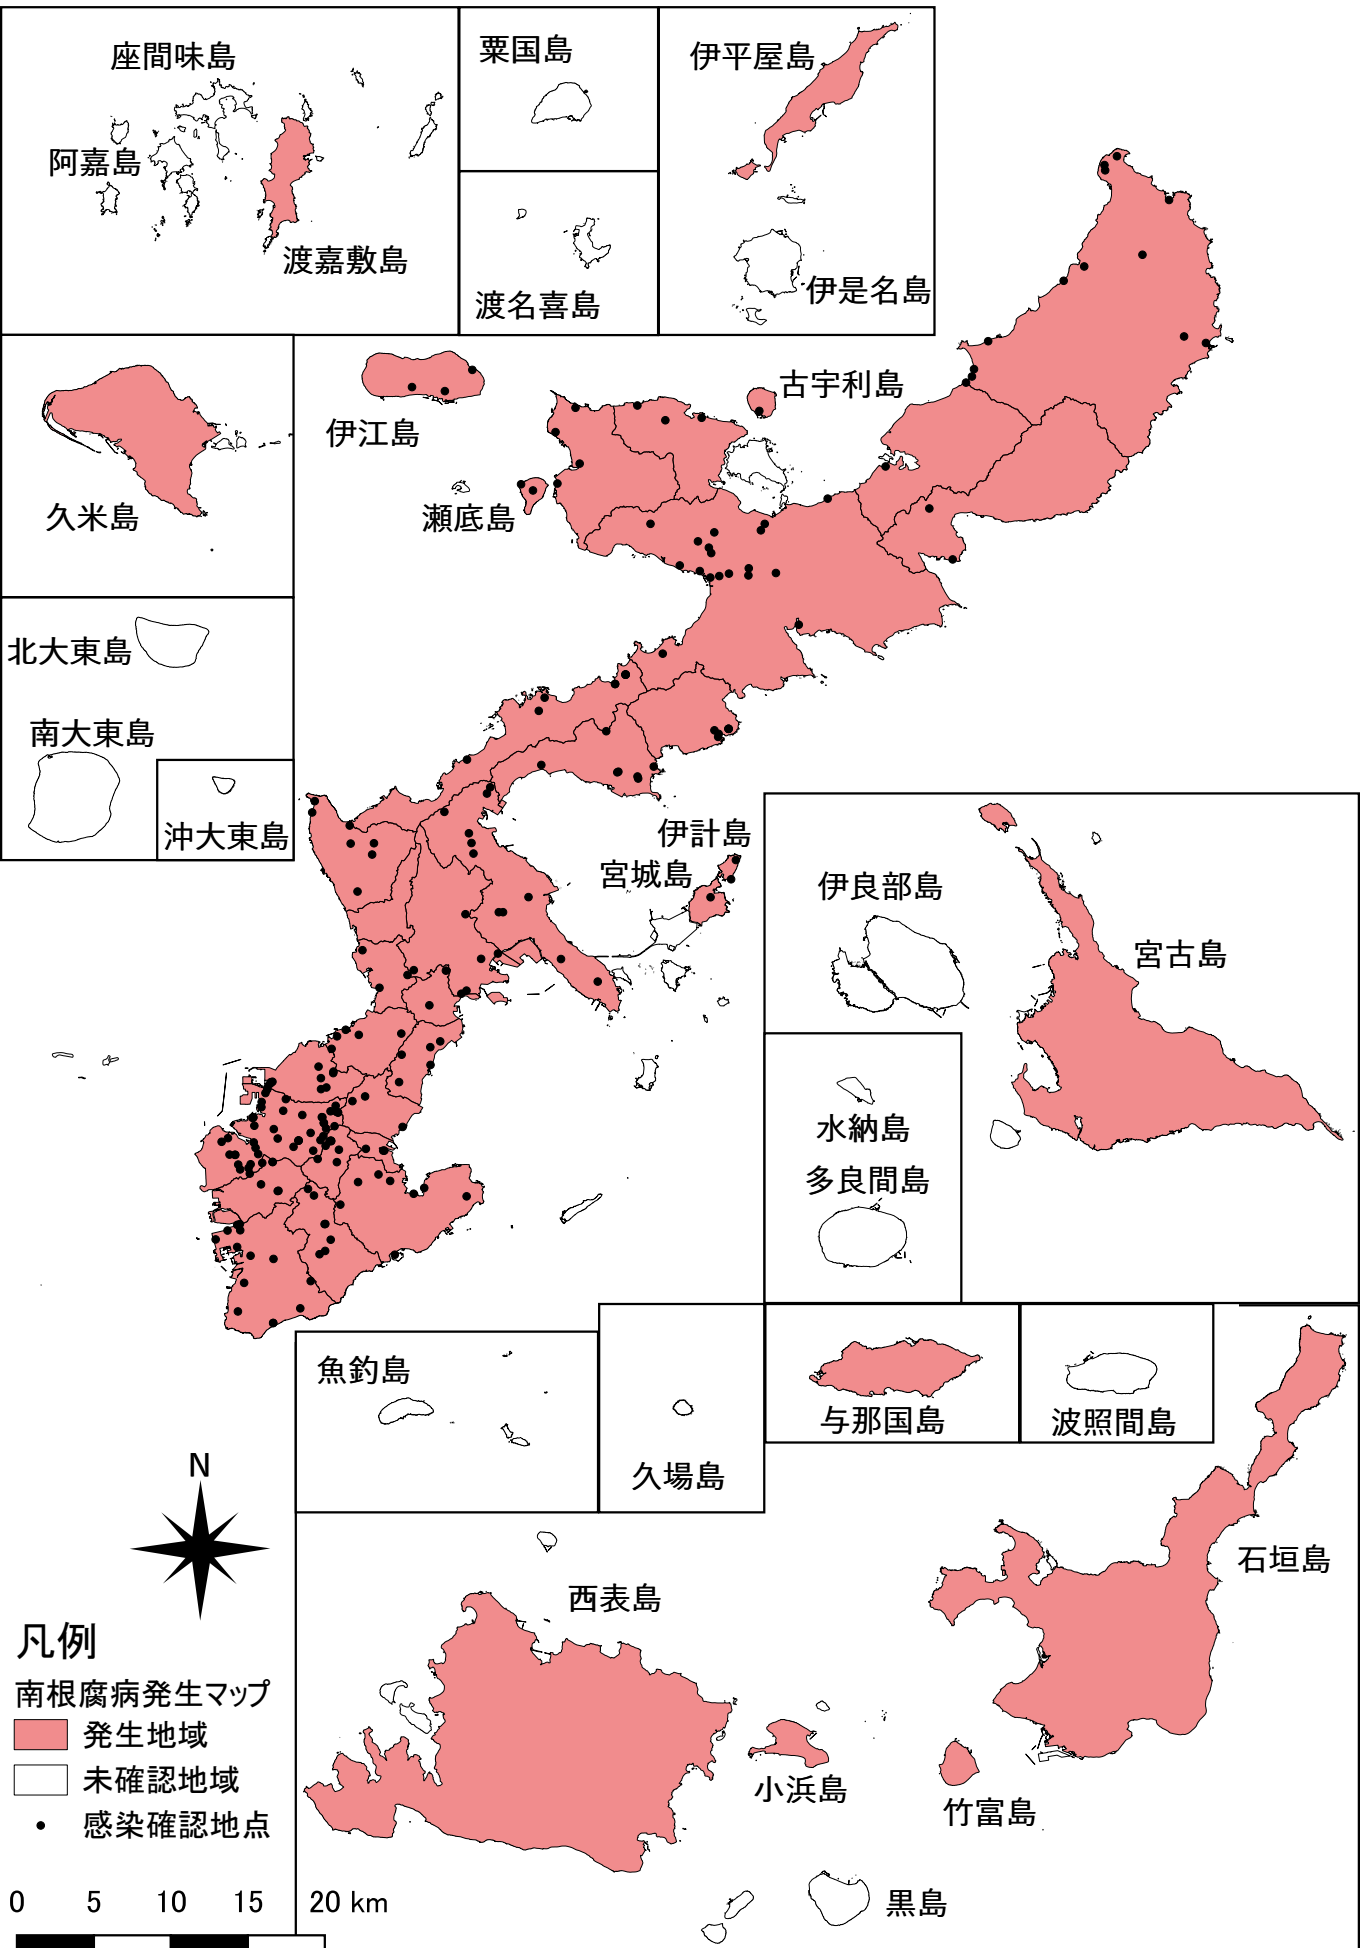 座間味島
阿嘉島
渡嘉敷島
粟国島
渡名喜島
伊平屋島
伊是名島
久米島
伊江島
古宇利島
瀬底島
北大東島
南大東島
沖大東島
伊計島
宮城島
伊良部島
宮古島
水納島
多良間島
魚釣島
久場島
与那国島
波照間島
石垣島
西表島
小浜島
竹富島
黒島
N
凡例
南根腐病発生マップ
発生地域
未確認地域
感染確認地点
0 5 10 15 20 km